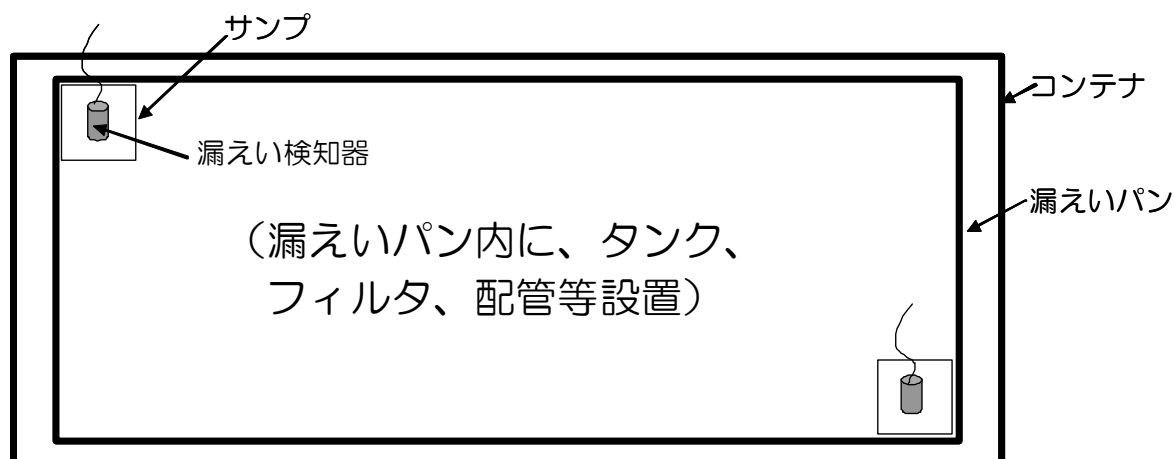 サンプ
コンテナ
漏えい検知器
漏えいパン
（漏えいパン内に、タンク、
フィルタ、配管等設置）